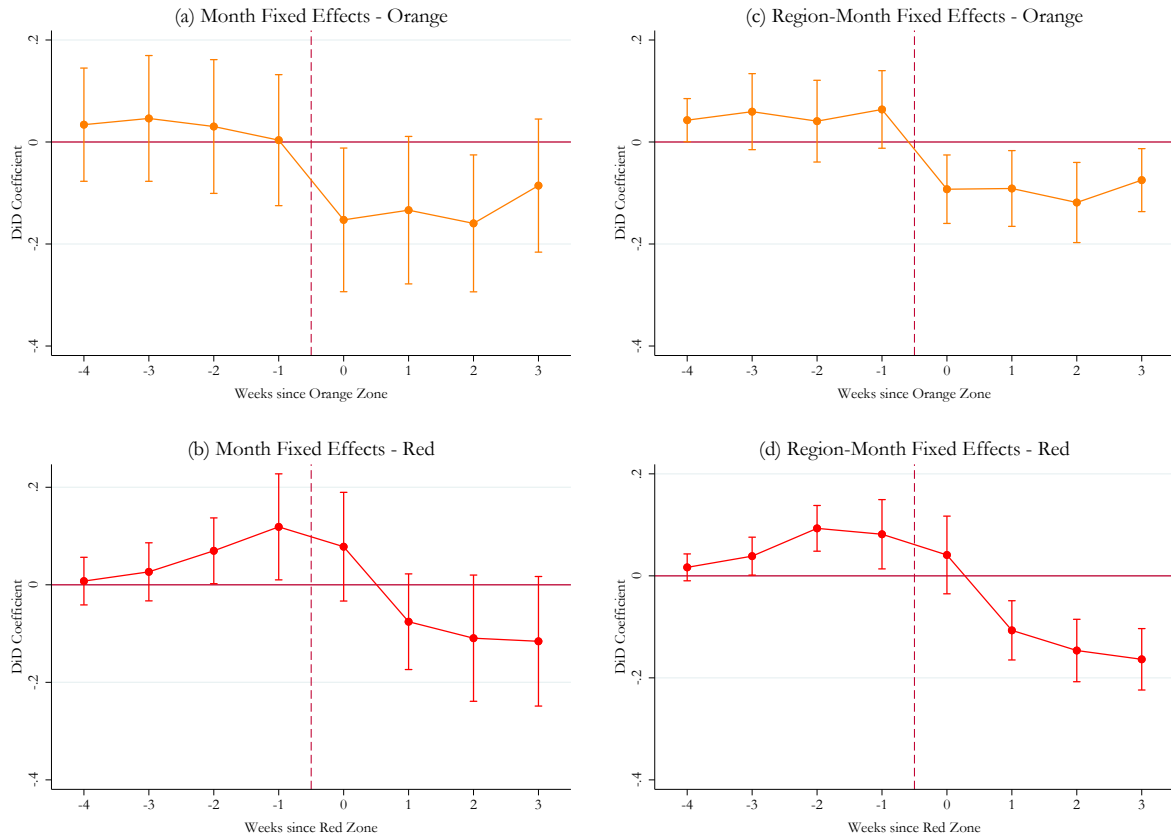 (a) Month Fixed Effects - Orange
.2
0
-.2
-.4
DiD Coefficient
-4 -3 -2 -1 0 1 2 3
Weeks since Orange Zone
(c) Region-Month Fixed Effects - Orange
.2
0
-.2
-.4
DiD Coefficient
-4 -3 -2 -1 0 1 2 3
Weeks since Orange Zone
(b) Month Fixed Effects - Red
.2
0
-.2
-.4
DiD Coefficient
-4 -3 -2 -1 0 1 2 3
Weeks since Red Zone
(d) Region-Month Fixed Effects - Red
.2
0
-.2
-.4
DiD Coefficient
-4 -3 -2 -1 0 1 2 3
Weeks since Red Zone